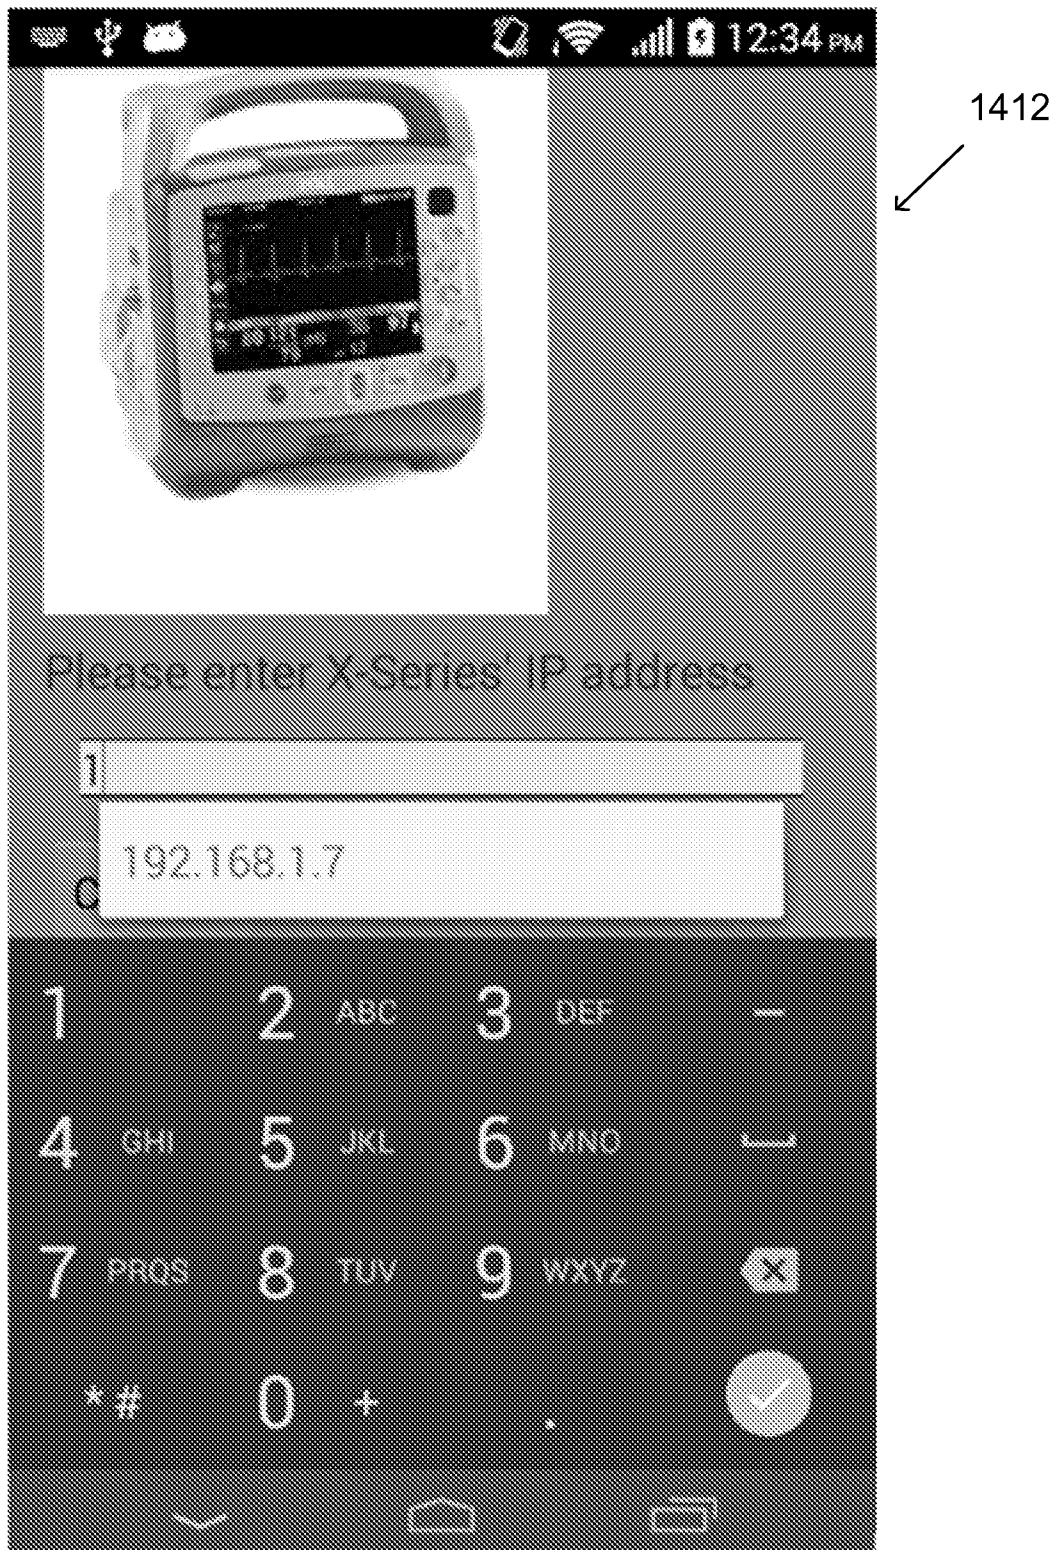 12:34 PM
1412
Please enter X-Series' IP address
1
192.168.1.7
C
1 2 ABC 3 DEF -
4 GHI 5 JKL 6 MNO
7 PRQS 8 TUV 9 WXYZ
* # 0 + .